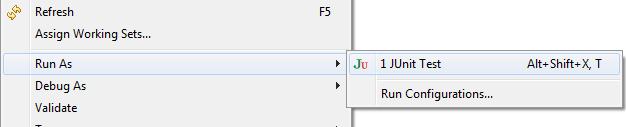 Refresh F5
Assign Working Sets...
Run As
1 JUnit Test Alt+Shift+X, T
Debug As
Run Configurations...
Validate